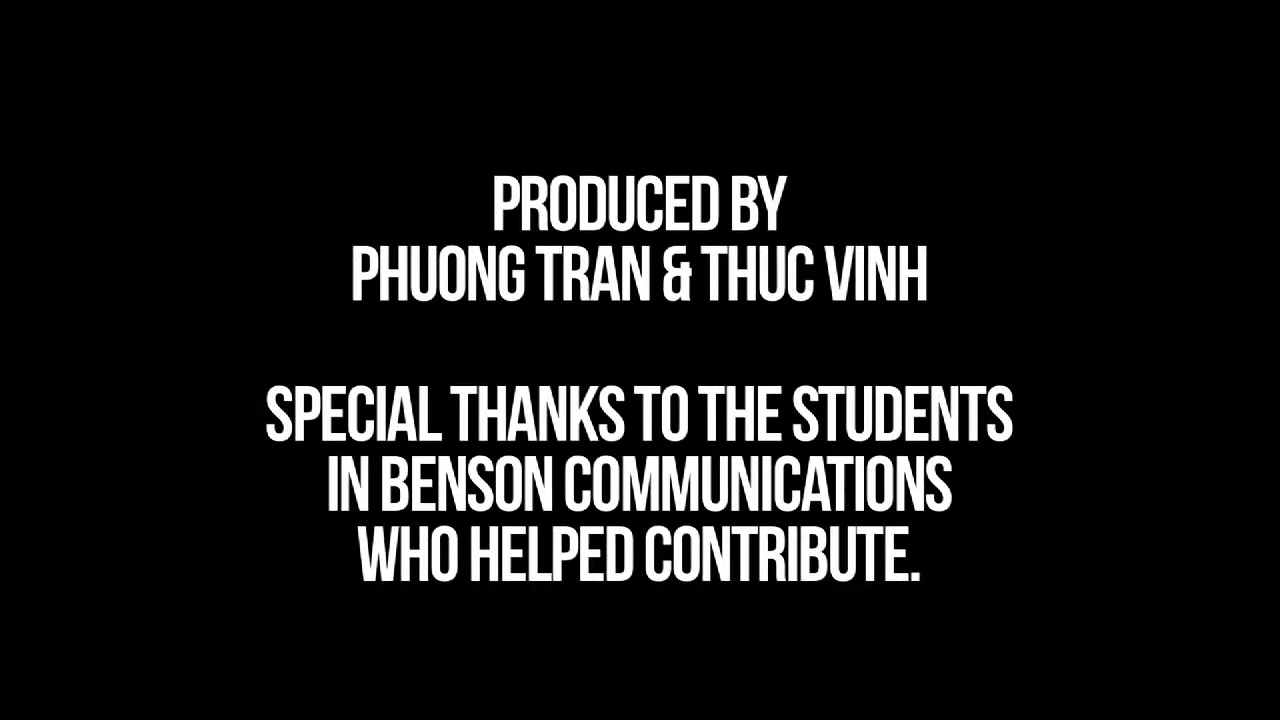 PRODUCED BY
PHUONG TRAN & THUC VINH
SPECIAL THANKS TO THE STUDENTS
IN BENSON COMMUNICATIONS
WHO HELPED CONTRIBUTE.